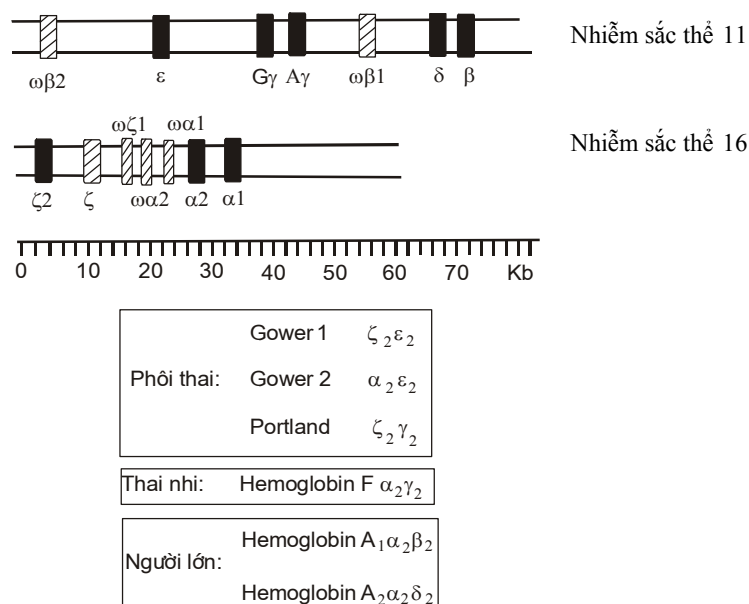 Nhiễm sắc thể 11
ωβ2 ε Gγ Aγ ωβ1 δ β
ωζ1 ωα1
Nhiễm sắc thể 16
ζ2 ζ ωα2 α2 α1
0 10 20 30 40 50 60 70 Kb
Gower 1 ζ₂ε₂
Phôi thai: Gower 2 α₂ε₂
Portland ζ₂γ₂
Thai nhi: Hemoglobin F α₂γ₂
Hemoglobin A₁α₂β₂
Người lớn:
Hemoglobin A₂α₂δ₂